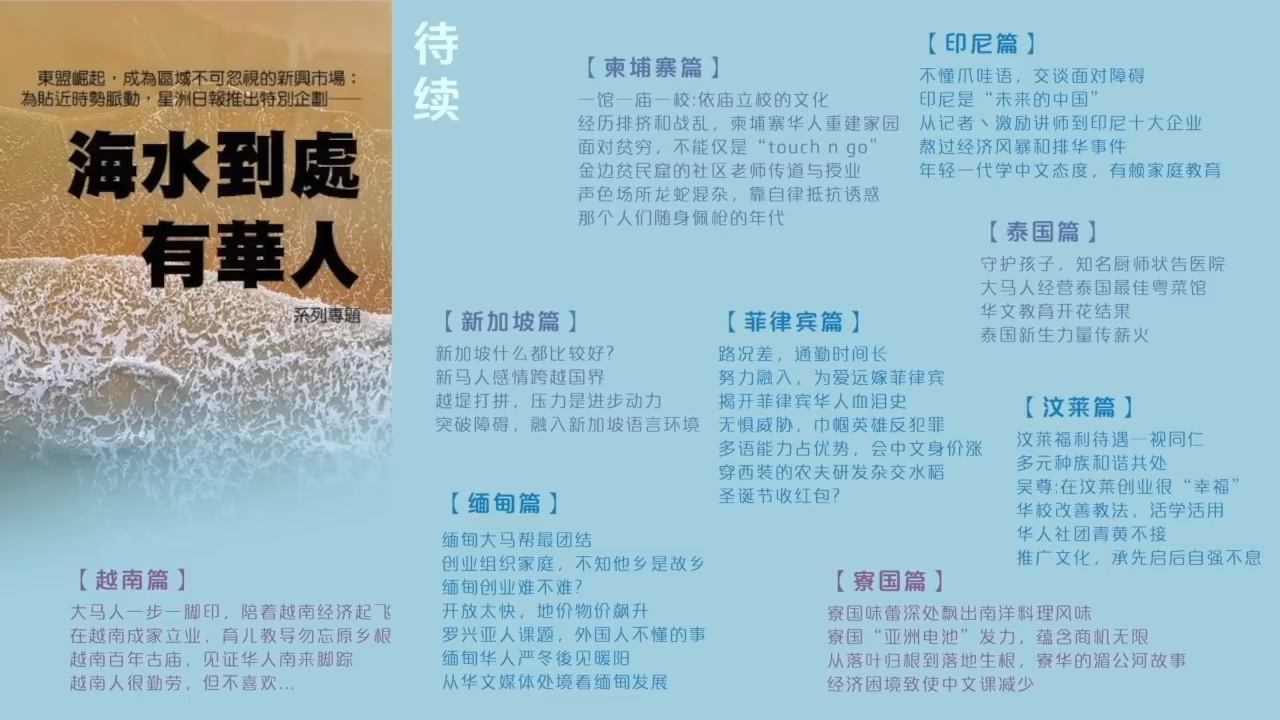 東盟崛起，成為區域不可忽視的新興市場；
為貼近時勢脈動，星洲日報推出特別企劃——
海水到處
有華人
系列專題
待续
【柬埔寨篇】
一馆一庙一校:依庙立校的文化
经历排挤和战乱，柬埔寨华人重建家园
面对贫穷，不能仅是“touch n go”
金边贫民窟的社区老师传道与授业
声色场所龙蛇混杂，靠自律抵抗诱惑
那个人们随身佩枪的年代
【印尼篇】
不懂爪哇语，交谈面对障碍
印尼是“未来的中国”
从记者、激励讲师到印尼十大企业
熬过经济风暴和排华事件
年轻一代学中文态度，有赖家庭教育
【泰国篇】
守护孩子，知名厨师状告医院
大马人经营泰国最佳粤菜馆
华文教育开花结果
泰国新生力量传薪火
【新加坡篇】
新加坡什么都比较好？
新马人感情跨越国界
越堤打拼，压力是进步动力
突破障碍，融入新加坡语言环境
【菲律宾篇】
路况差，通勤时间长
努力融入，为爱远嫁菲律宾
揭开菲律宾华人血泪史
无惧威胁，巾帼英雄反犯罪
多语能力占优势，会中文身价涨
穿西装的农夫研发杂交水稻
圣诞节收红包？
【汶莱篇】
汶莱福利待遇一视同仁
多元种族和谐共处
吴尊:在汶莱创业很“幸福”
华校改善教法，活学活用
华人社团青黄不接
推广文化，承先启后自强不息
【缅甸篇】
缅甸大马帮最团结
创业组织家庭，不知他乡是故乡
缅甸创业难不难？
开放太快，地价物价飙升
罗兴亚人课题，外国人不懂的事
缅甸华人严冬後见暖阳
从华文媒体处境看缅甸发展
【越南篇】
大马人一步一脚印，陪着越南经济起飞
在越南成家立业，育儿教导勿忘原乡根
越南百年古庙，见证华人南来脚踪
越南人很勤劳，但不喜欢...
【寮国篇】
寮国味蕾深处飘出南洋料理风味
寮国“亚洲电池”发力，蕴含商机无限
从落叶归根到落地生根，寮华的湄公河故事
经济困境致使中文课减少